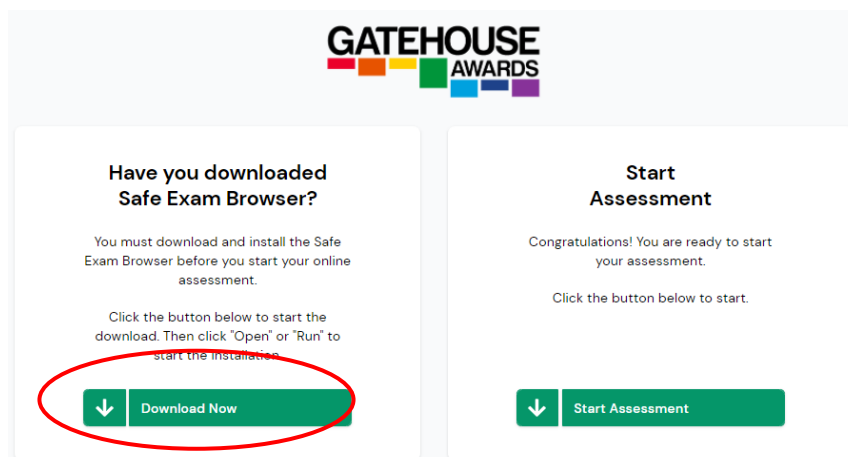 GATEHOUSE
AWARDS
Have you downloaded
Safe Exam Browser?
You must download and install the Safe
Exam Browser before you start your online
assessment.
Click the button below to start the
download. Then click "Open" or "Run" to
start the installation
Download Now
Start
Assessment
Congratulations! You are ready to start
your assessment.
Click the button below to start.
Start Assessment